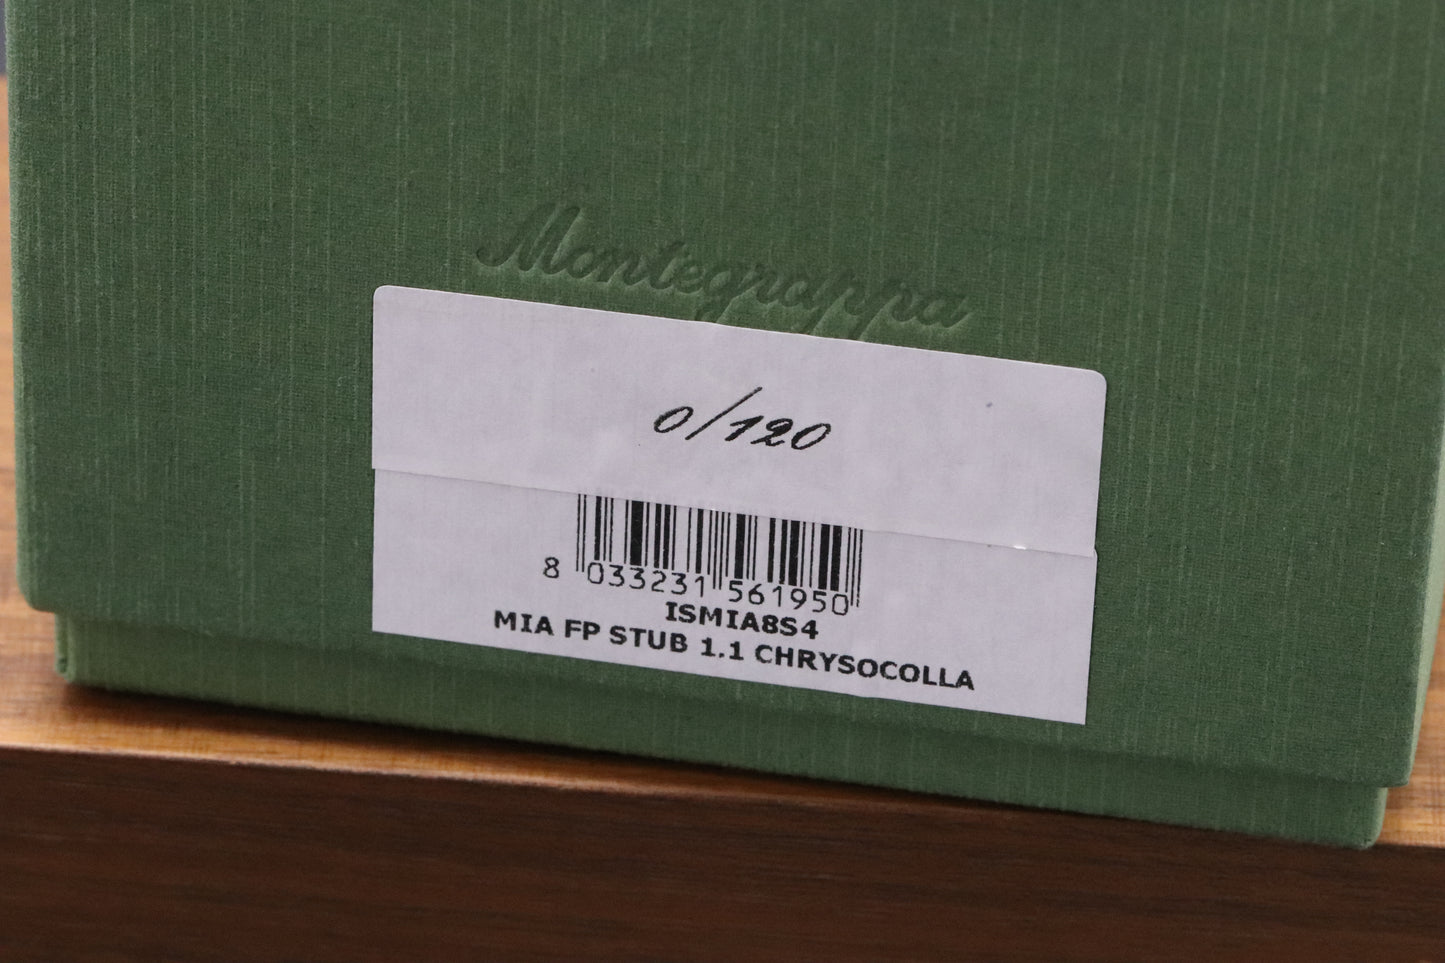 Montegrappa
0/120
8 033231 561950
ISMIA8S4
MIA FP STUB 1.1 CHRYSOCOLLA